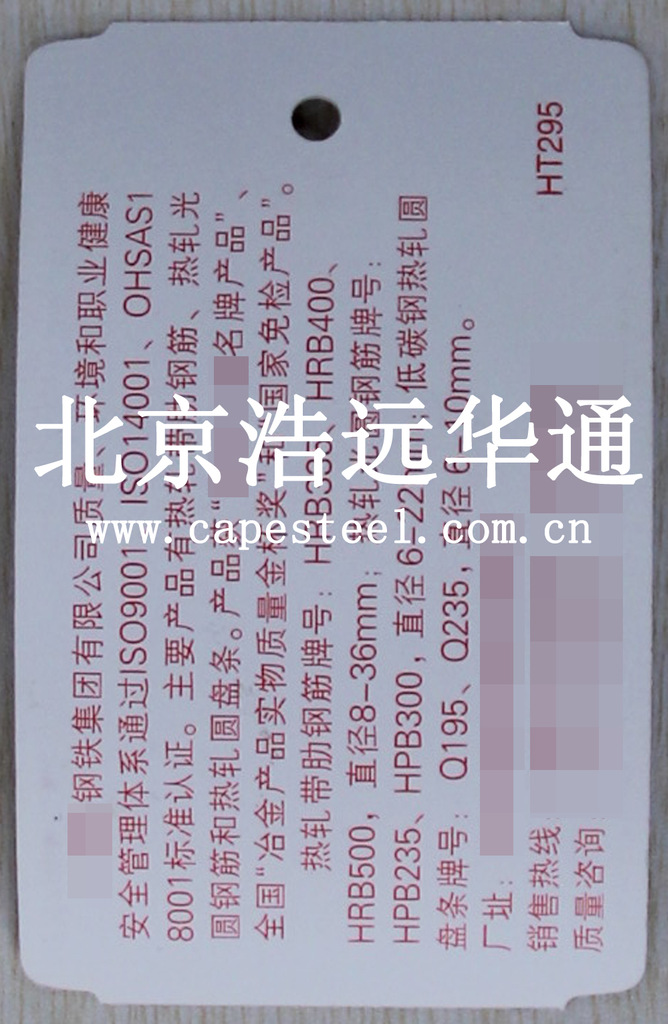 钢铁集团有限公司质量、环境和职业健康
安全管理体系通过ISO9001、ISO14001、OHSAS1
8001标准认证。主要产品有热轧带肋钢筋、热轧光
圆钢筋和热轧圆盘条。产品 “ 名牌产品”、
全国“冶金产品实物质量金杯奖” 国家免检产品”。
热轧带肋钢筋牌号：HRB335、HRB400、
HRB500，直径8-36mm；热轧 钢筋牌号：
HPB235、HPB300，直径6-22 低碳钢热轧圆
盘条牌号：Q195、Q235，直径6-10mm。
厂址：
销售热线：
质量咨询：
HT295
北京浩远华通
www.capesteel.com.cn